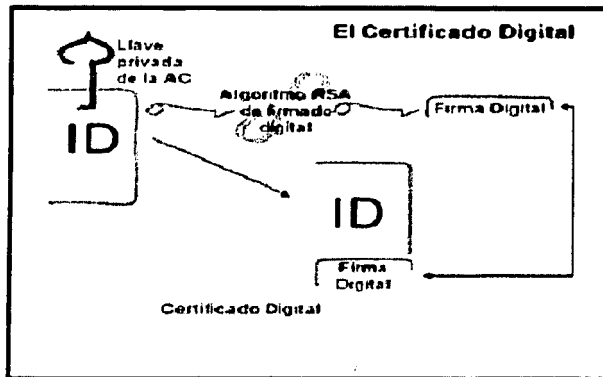 El Certificado Digital
Llave
privada
de la AC
Algoritmo RSA
de firmado
digital
Firma Digital
ID
ID
Firma
Digital
Certificado Digital